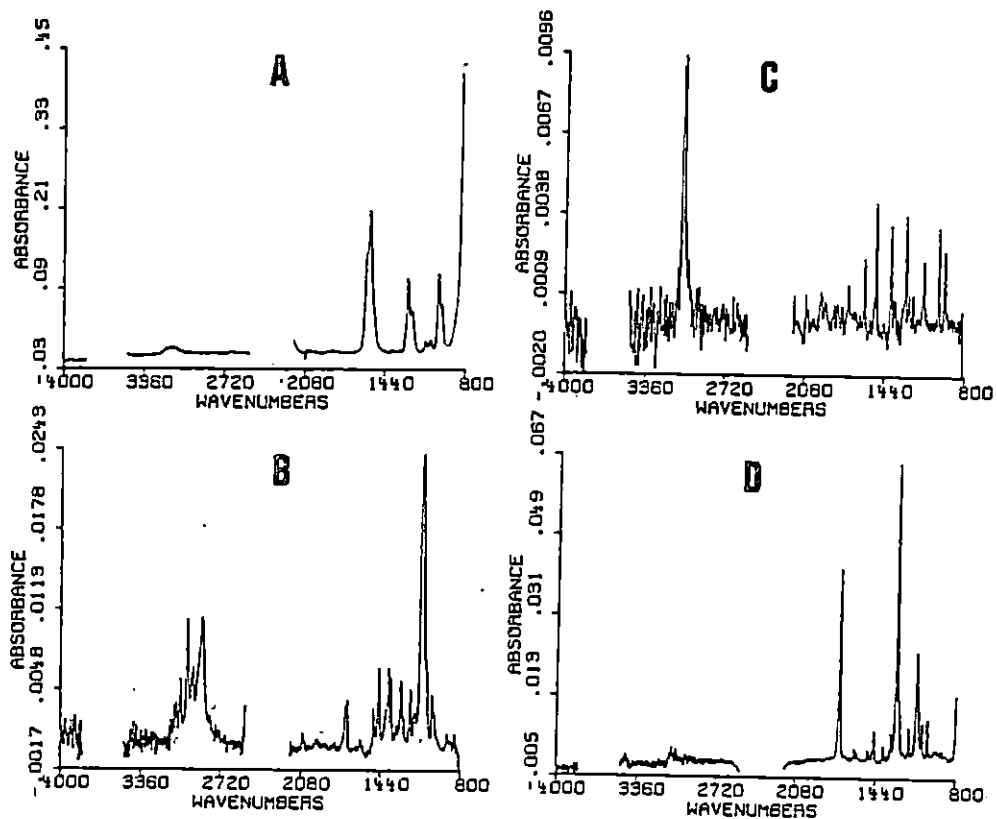 A
.45
.33
.21
.09
.03
ABSORBANCE
4000 3360 2720 2080 1440 800
WAVENUMBERS
C
.0096
.0067
.0038
.0009
-.0020
ABSORBANCE
-4000 3360 2720 2080 1440 800
WAVENUMBERS
B
.0243
.0178
.0113
.0048
-.0017
ABSORBANCE
4000 3360 2720 2080 1440 800
WAVENUMBERS
D
.067
.049
.031
.013
.005
ABSORBANCE
4000 3360 2720 2080 1440 800
WAVENUMBERS